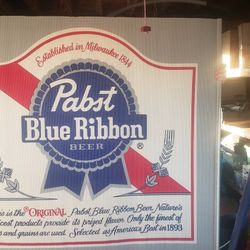 Established in Milwaukee 1844
Pabst
Blue Ribbon
BEER
is the ORIGINAL Pabst Blue Ribbon Beer. Nature's
products provide its prized flavor. Only the finest of
and grains are used. Selected as America's Best in 1893